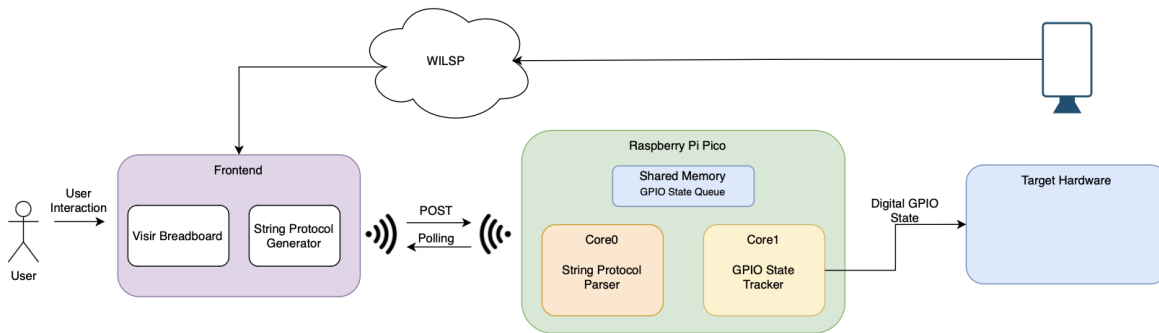 WILSP
Frontend
Raspberry Pi Pico
Shared Memory
GPIO State Queue
Target Hardware
User
Interaction
Visir Breadboard
String Protocol
Generator
POST
Polling
Core0
String Protocol
Parser
Core1
GPIO State
Tracker
Digital GPIO
State
User